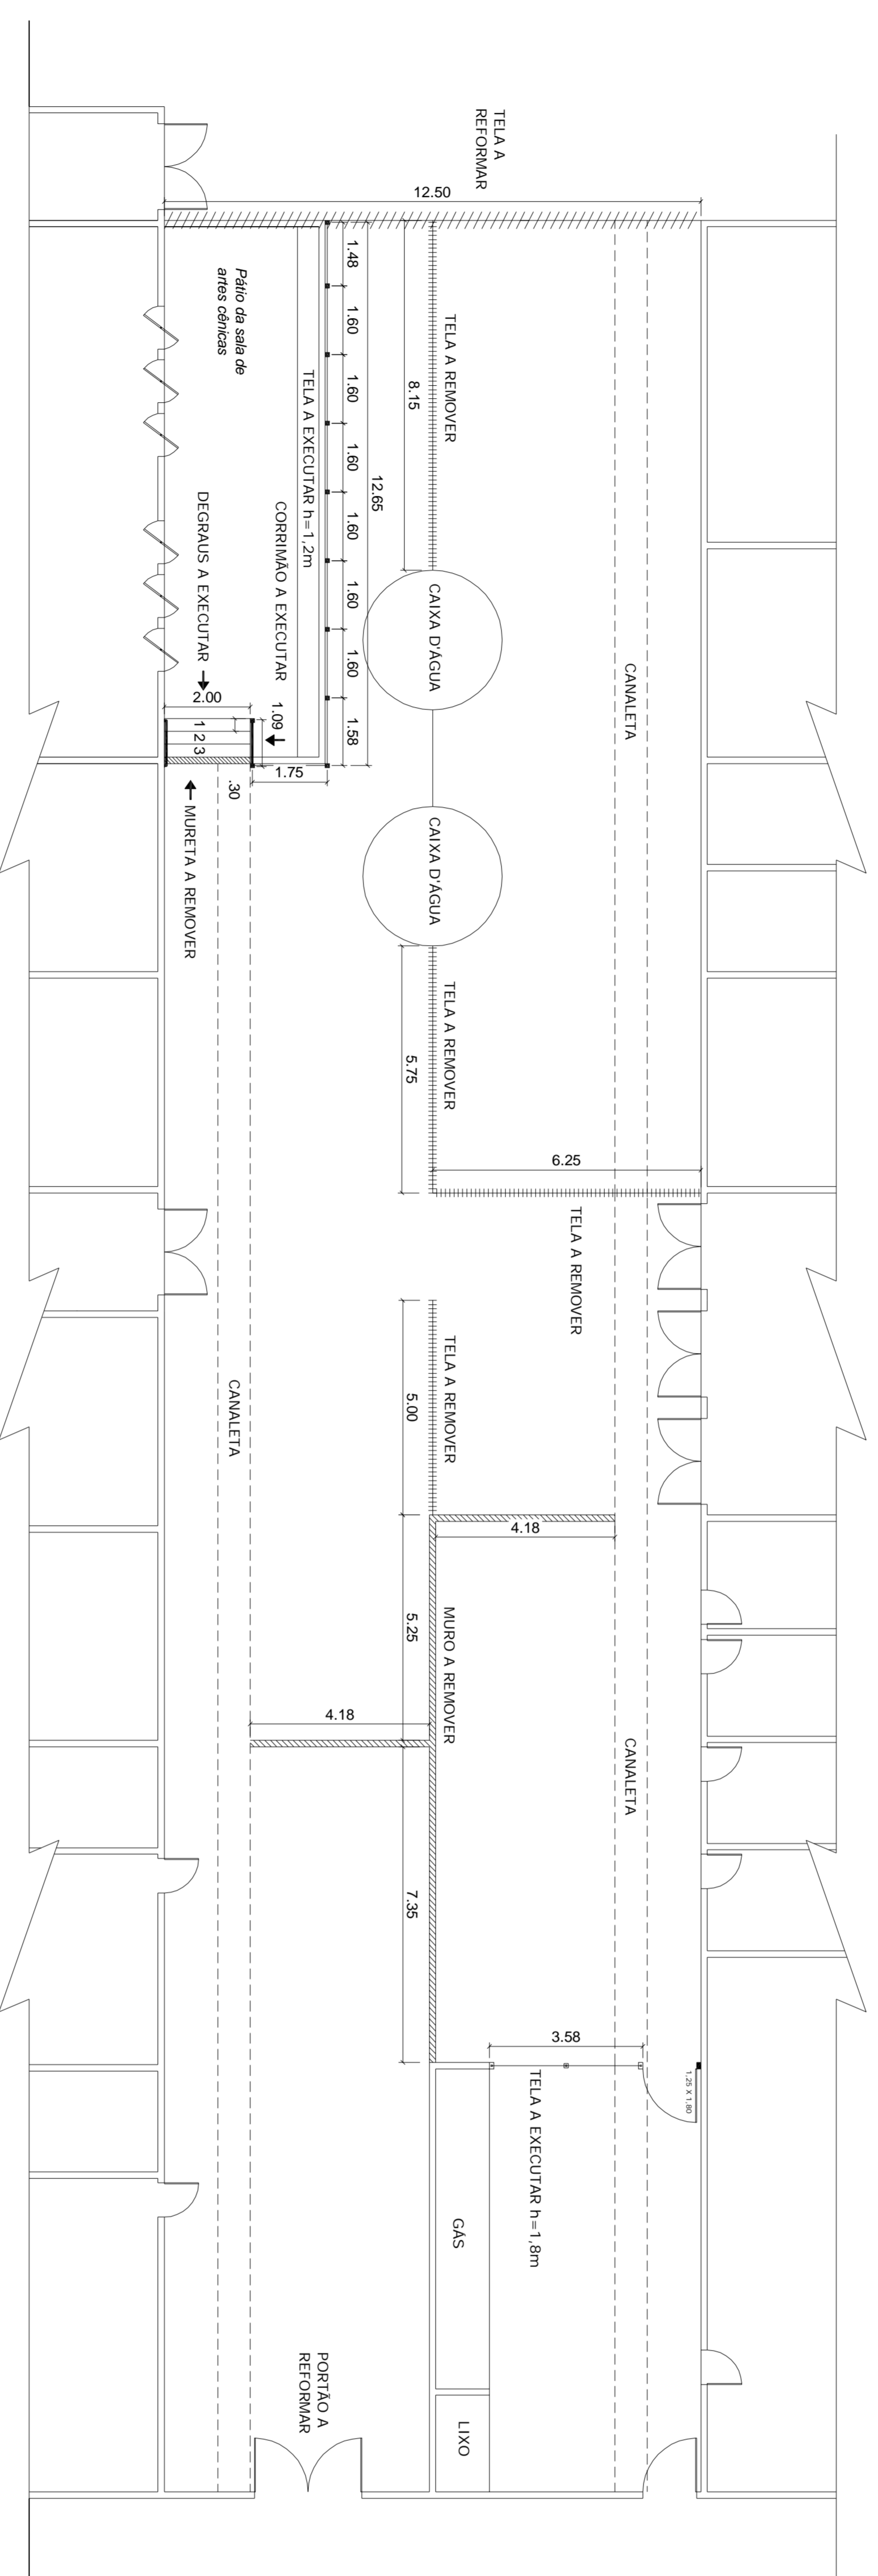 TELA A
REFORMAR
12.50
1.48
1.60
1.60
1.60
1.60
1.60
1.60
1.58
12.65
8.15
TELA A REMOVER
Pátio da sala de
artes cênicas
TELA A EXECUTAR h=1,2m
CORRIMÃO A EXECUTAR
DEGRAUS A EXECUTAR
2.00
1.09
1
2
3
1.75
.30
MURETA A REMOVER
CAIXA D'ÁGUA
CANALETA
CAIXA D'ÁGUA
TELA A REMOVER
5.75
6.25
TELA A REMOVER
TELA A REMOVER
5.00
CANALETA
4.18
MURO A REMOVER
5.25
4.18
CANALETA
7.35
3.58
1,25 X 1,80
TELA A EXECUTAR h=1,8m
GÁS
PORTÃO A
REFORMAR
LIXO